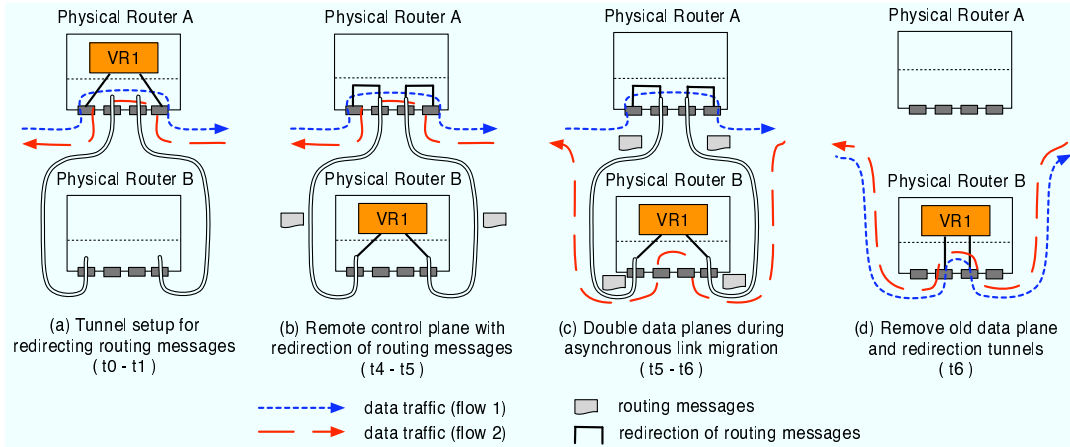 Physical Router A
VR1
Physical Router B
(a) Tunnel setup for
redirecting routing messages
( t0 - t1 )
Physical Router A
Physical Router B
VR1
(b) Remote control plane with
redirection of routing messages
( t4 - t5 )
Physical Router A
Physical Router B
VR1
(c) Double data planes during
asynchronous link migration
( t5 - t6 )
Physical Router A
Physical Router B
VR1
(d) Remove old data plane
and redirection tunnels
( t6 )
data traffic (flow 1)
data traffic (flow 2)
routing messages
redirection of routing messages